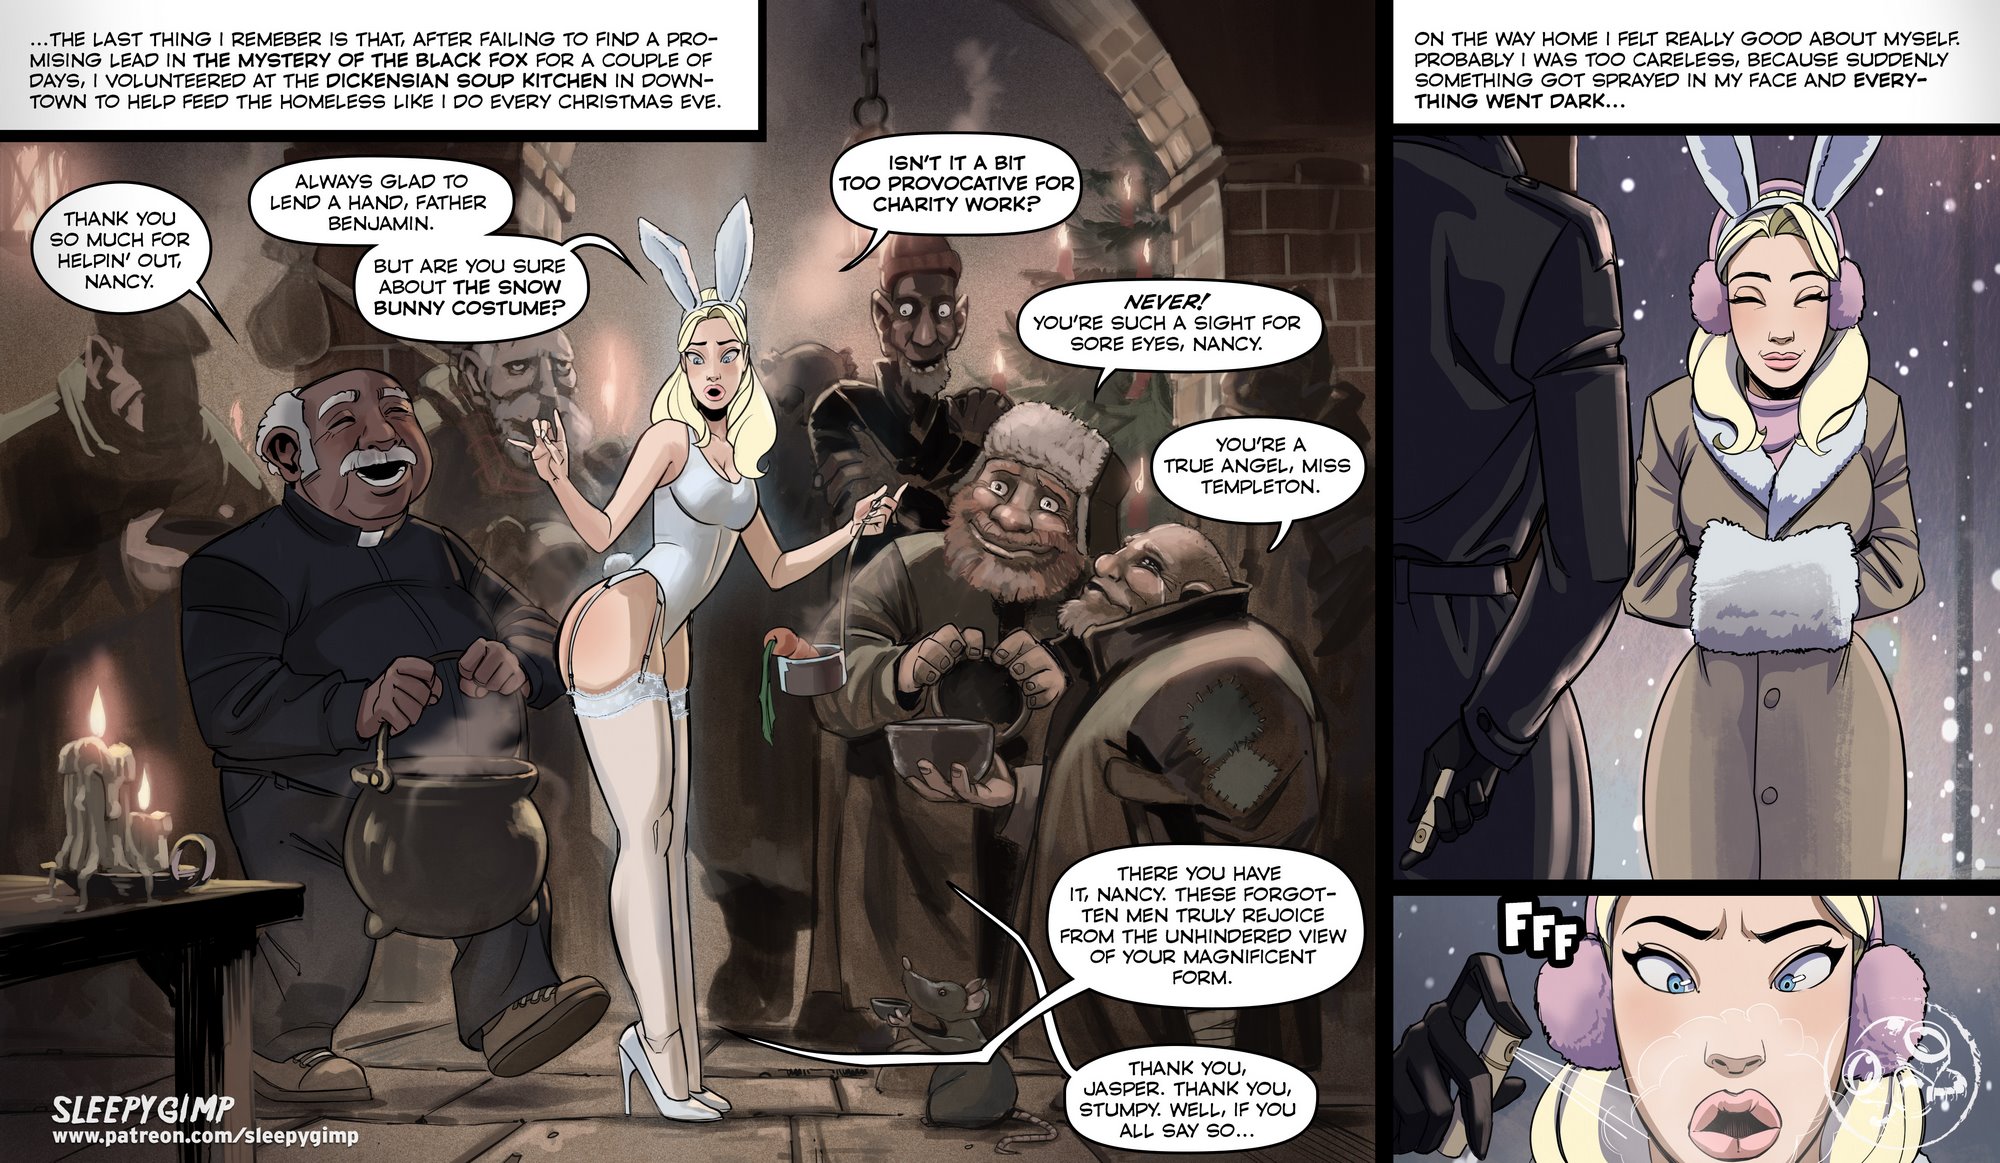 ...THE LAST THING I REMEBER IS THAT, AFTER FAILING TO FIND A PRO-
MISING LEAD IN THE MYSTERY OF THE BLACK FOX FOR A COUPLE OF
DAYS, I VOLUNTEERED AT THE DICKENSIAN SOUP KITCHEN IN DOWN-
TOWN TO HELP FEED THE HOMELESS LIKE I DO EVERY CHRISTMAS EVE.
THANK YOU
SO MUCH FOR
HELPIN' OUT,
NANCY.
ALWAYS GLAD TO
LEND A HAND, FATHER
BENJAMIN.
BUT ARE YOU SURE
ABOUT THE SNOW
BUNNY COSTUME?
ISN'T IT A BIT
TOO PROVOCATIVE FOR
CHARITY WORK?
NEVER!
YOU'RE SUCH A SIGHT FOR
SORE EYES, NANCY.
YOU'RE A
TRUE ANGEL, MISS
TEMPLETON.
THERE YOU HAVE
IT, NANCY. THESE FORGOT-
TEN MEN TRULY REJOICE
FROM THE UNHINDERED VIEW
OF YOUR MAGNIFICENT
FORM.
THANK YOU,
JASPER. THANK YOU,
STUMPY. WELL, IF YOU
ALL SAY SO...
SLEEPYGIMP
www.patreon.com/sleepygimp
ON THE WAY HOME I FELT REALLY GOOD ABOUT MYSELF.
PROBABLY I WAS TOO CARELESS, BECAUSE SUDDENLY
SOMETHING GOT SPRAYED IN MY FACE AND EVERY-
THING WENT DARK...
FFF